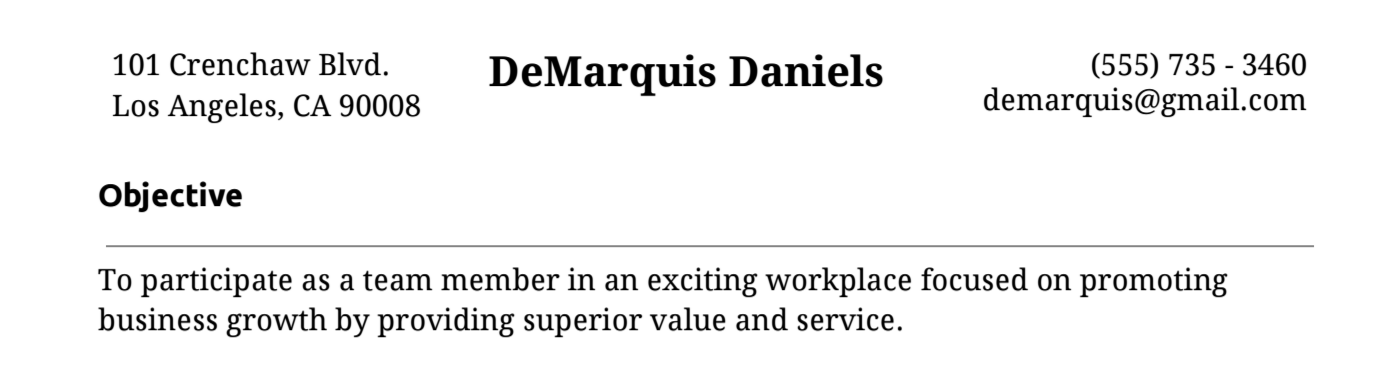 101 Crenchaw Blvd.
Los Angeles, CA 90008
DeMarquis Daniels
(555) 735 - 3460
demarquis@gmail.com
Objective
To participate as a team member in an exciting workplace focused on promoting
business growth by providing superior value and service.